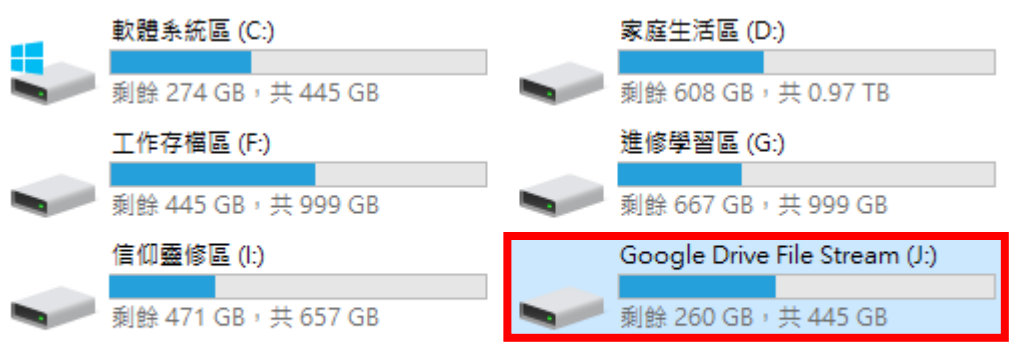 軟體系統區 (C:)
剩餘 274 GB，共 445 GB
家庭生活區 (D:)
剩餘 608 GB，共 0.97 TB
工作存檔區 (F:)
剩餘 445 GB，共 999 GB
進修學習區 (G:)
剩餘 667 GB，共 999 GB
信仰靈修區 (I:)
剩餘 471 GB，共 657 GB
Google Drive File Stream (J:)
剩餘 260 GB，共 445 GB